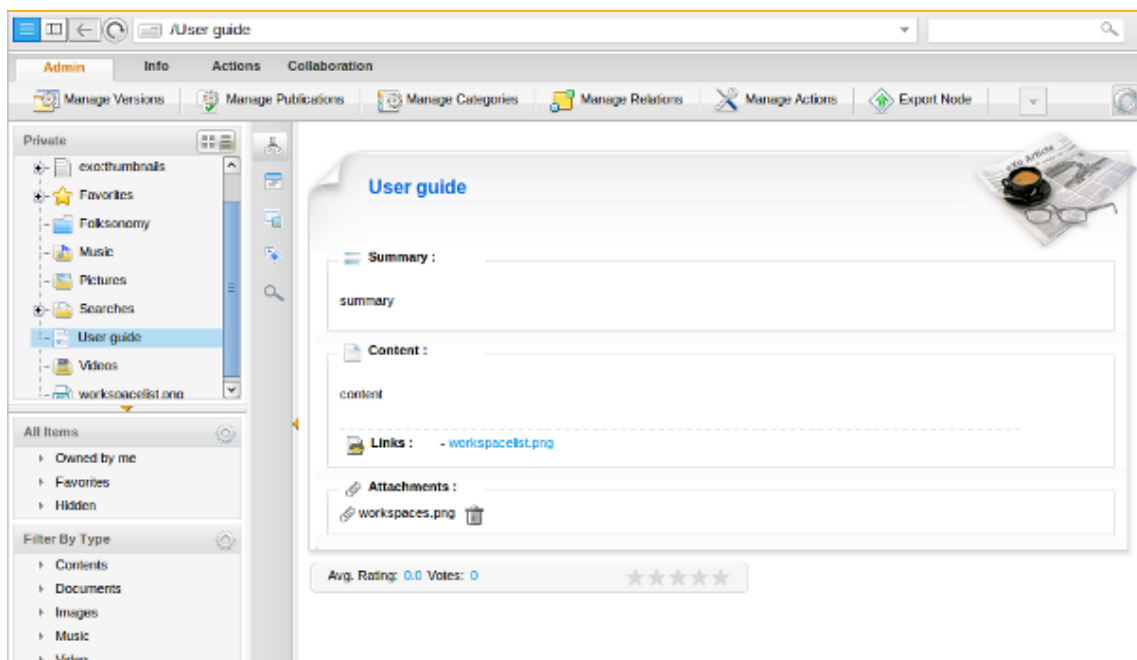 /User guide
Admin Info Actions Collaboration
Manage Versions Manage Publications Manage Categories Manage Relations Manage Actions Export Node
Private
exo:thumbnails
Favorites
Folksonomy
Music
Pictures
Searches
User guide
Videos
workspacelist.png
All Items
Owned by me
Favorites
Hidden
Filter By Type
Contents
Documents
Images
Music
Video
User guide
eXo Article
Summary :
summary
Content :
content
Links : - workspacelist.png
Attachments :
workspaces.png
Avg. Rating: 0.0 Votes: 0